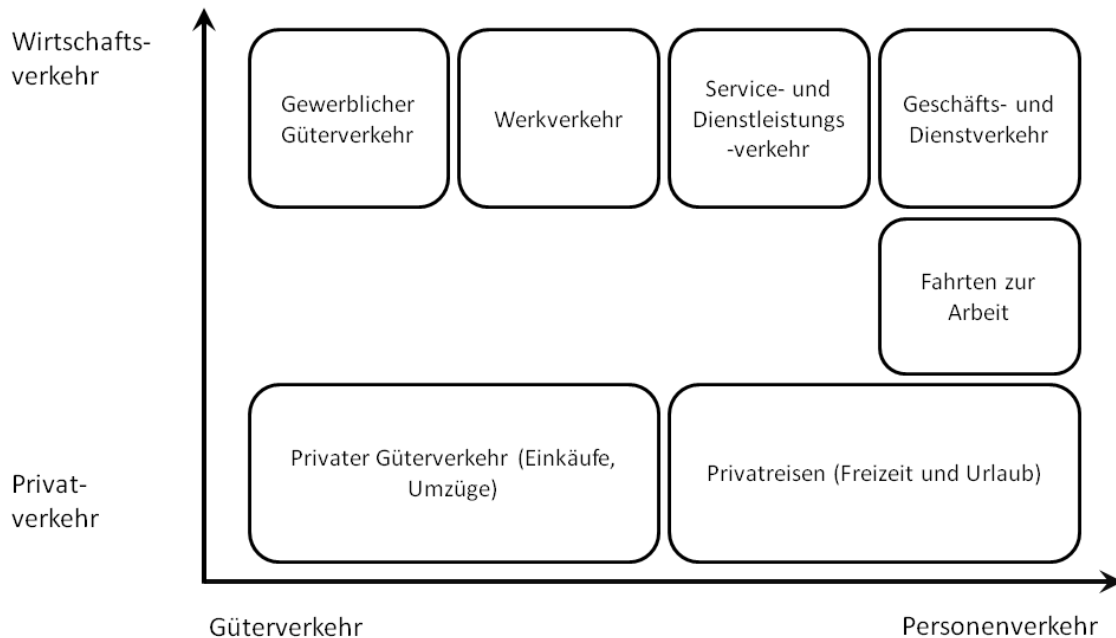 Wirtschafts-
verkehr
Gewerblicher
Güterverkehr
Werkverkehr
Service- und
Dienstleistungs
-verkehr
Geschäfts- und
Dienstverkehr
Fahrten zur
Arbeit
Privat-
verkehr
Privater Güterverkehr (Einkäufe,
Umzüge)
Privatreisen (Freizeit und Urlaub)
Güterverkehr
Personenverkehr